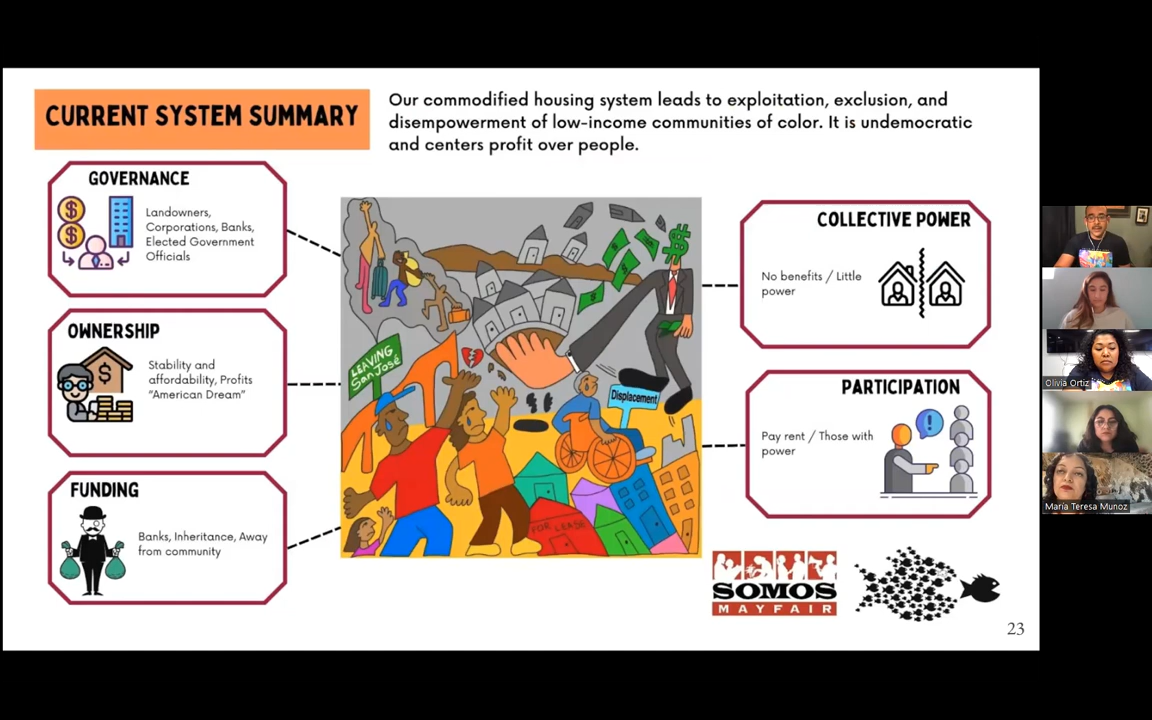 CURRENT SYSTEM SUMMARY
Our commodified housing system leads to exploitation, exclusion, and
disempowerment of low-income communities of color. It is undemocratic
and centers profit over people.
GOVERNANCE
Landowners,
Corporations, Banks,
Elected Government
Officials
OWNERSHIP
Stability and
affordability, Profits
"American Dream"
FUNDING
Banks, Inheritance, Away
from community
LEAVING
San José
Displacement
FOR LEASE
COLLECTIVE POWER
No benefits / Little
power
PARTICIPATION
Pay rent / Those with
power
SOMOS
MAYFAIR
23
Olivia Ortiz
María Teresa Munoz